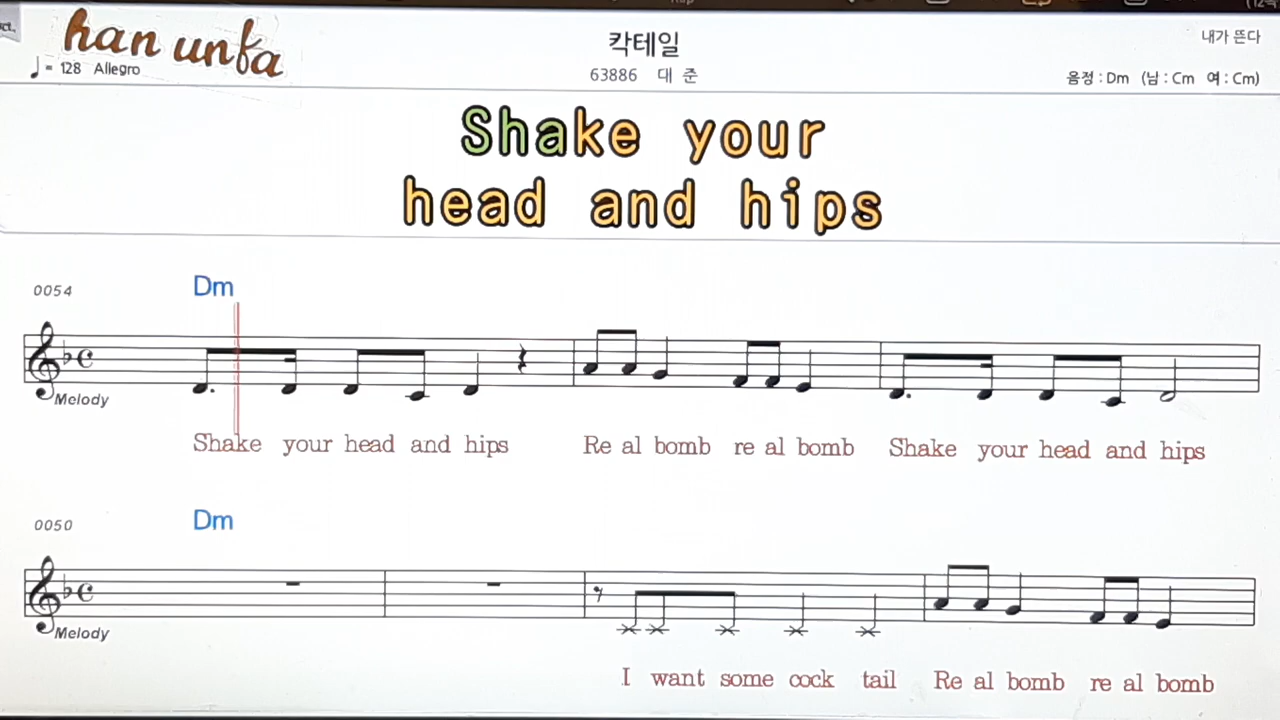 han unfa
칵테일
내가 뜬다
♩= 128 Allegro
63886 대 준
음정 : Dm (남 : Cm 여 : Cm)
Shake your
head and hips
0054
Dm
Melody
Shake your head and hips Re al bomb re al bomb Shake your head and hips
0050
Dm
Melody
I want some cock tail Re al bomb re al bomb